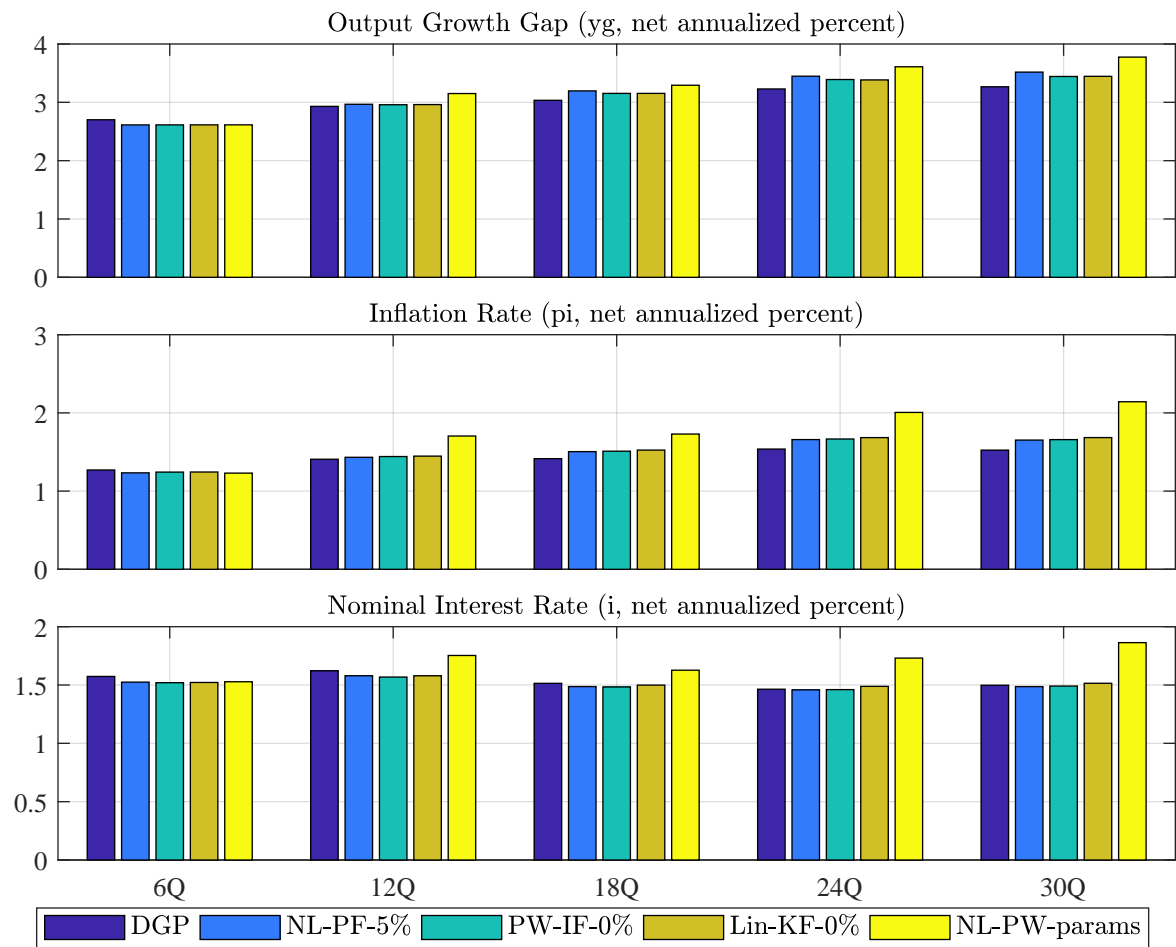 Output Growth Gap (yg, net annualized percent)
4
3
2
1
0
Inflation Rate (pi, net annualized percent)
3
2
1
0
Nominal Interest Rate (i, net annualized percent)
2
1.5
1
0.5
0
6Q 12Q 18Q 24Q 30Q
DGP NL-PF-5% PW-IF-0% Lin-KF-0% NL-PW-params